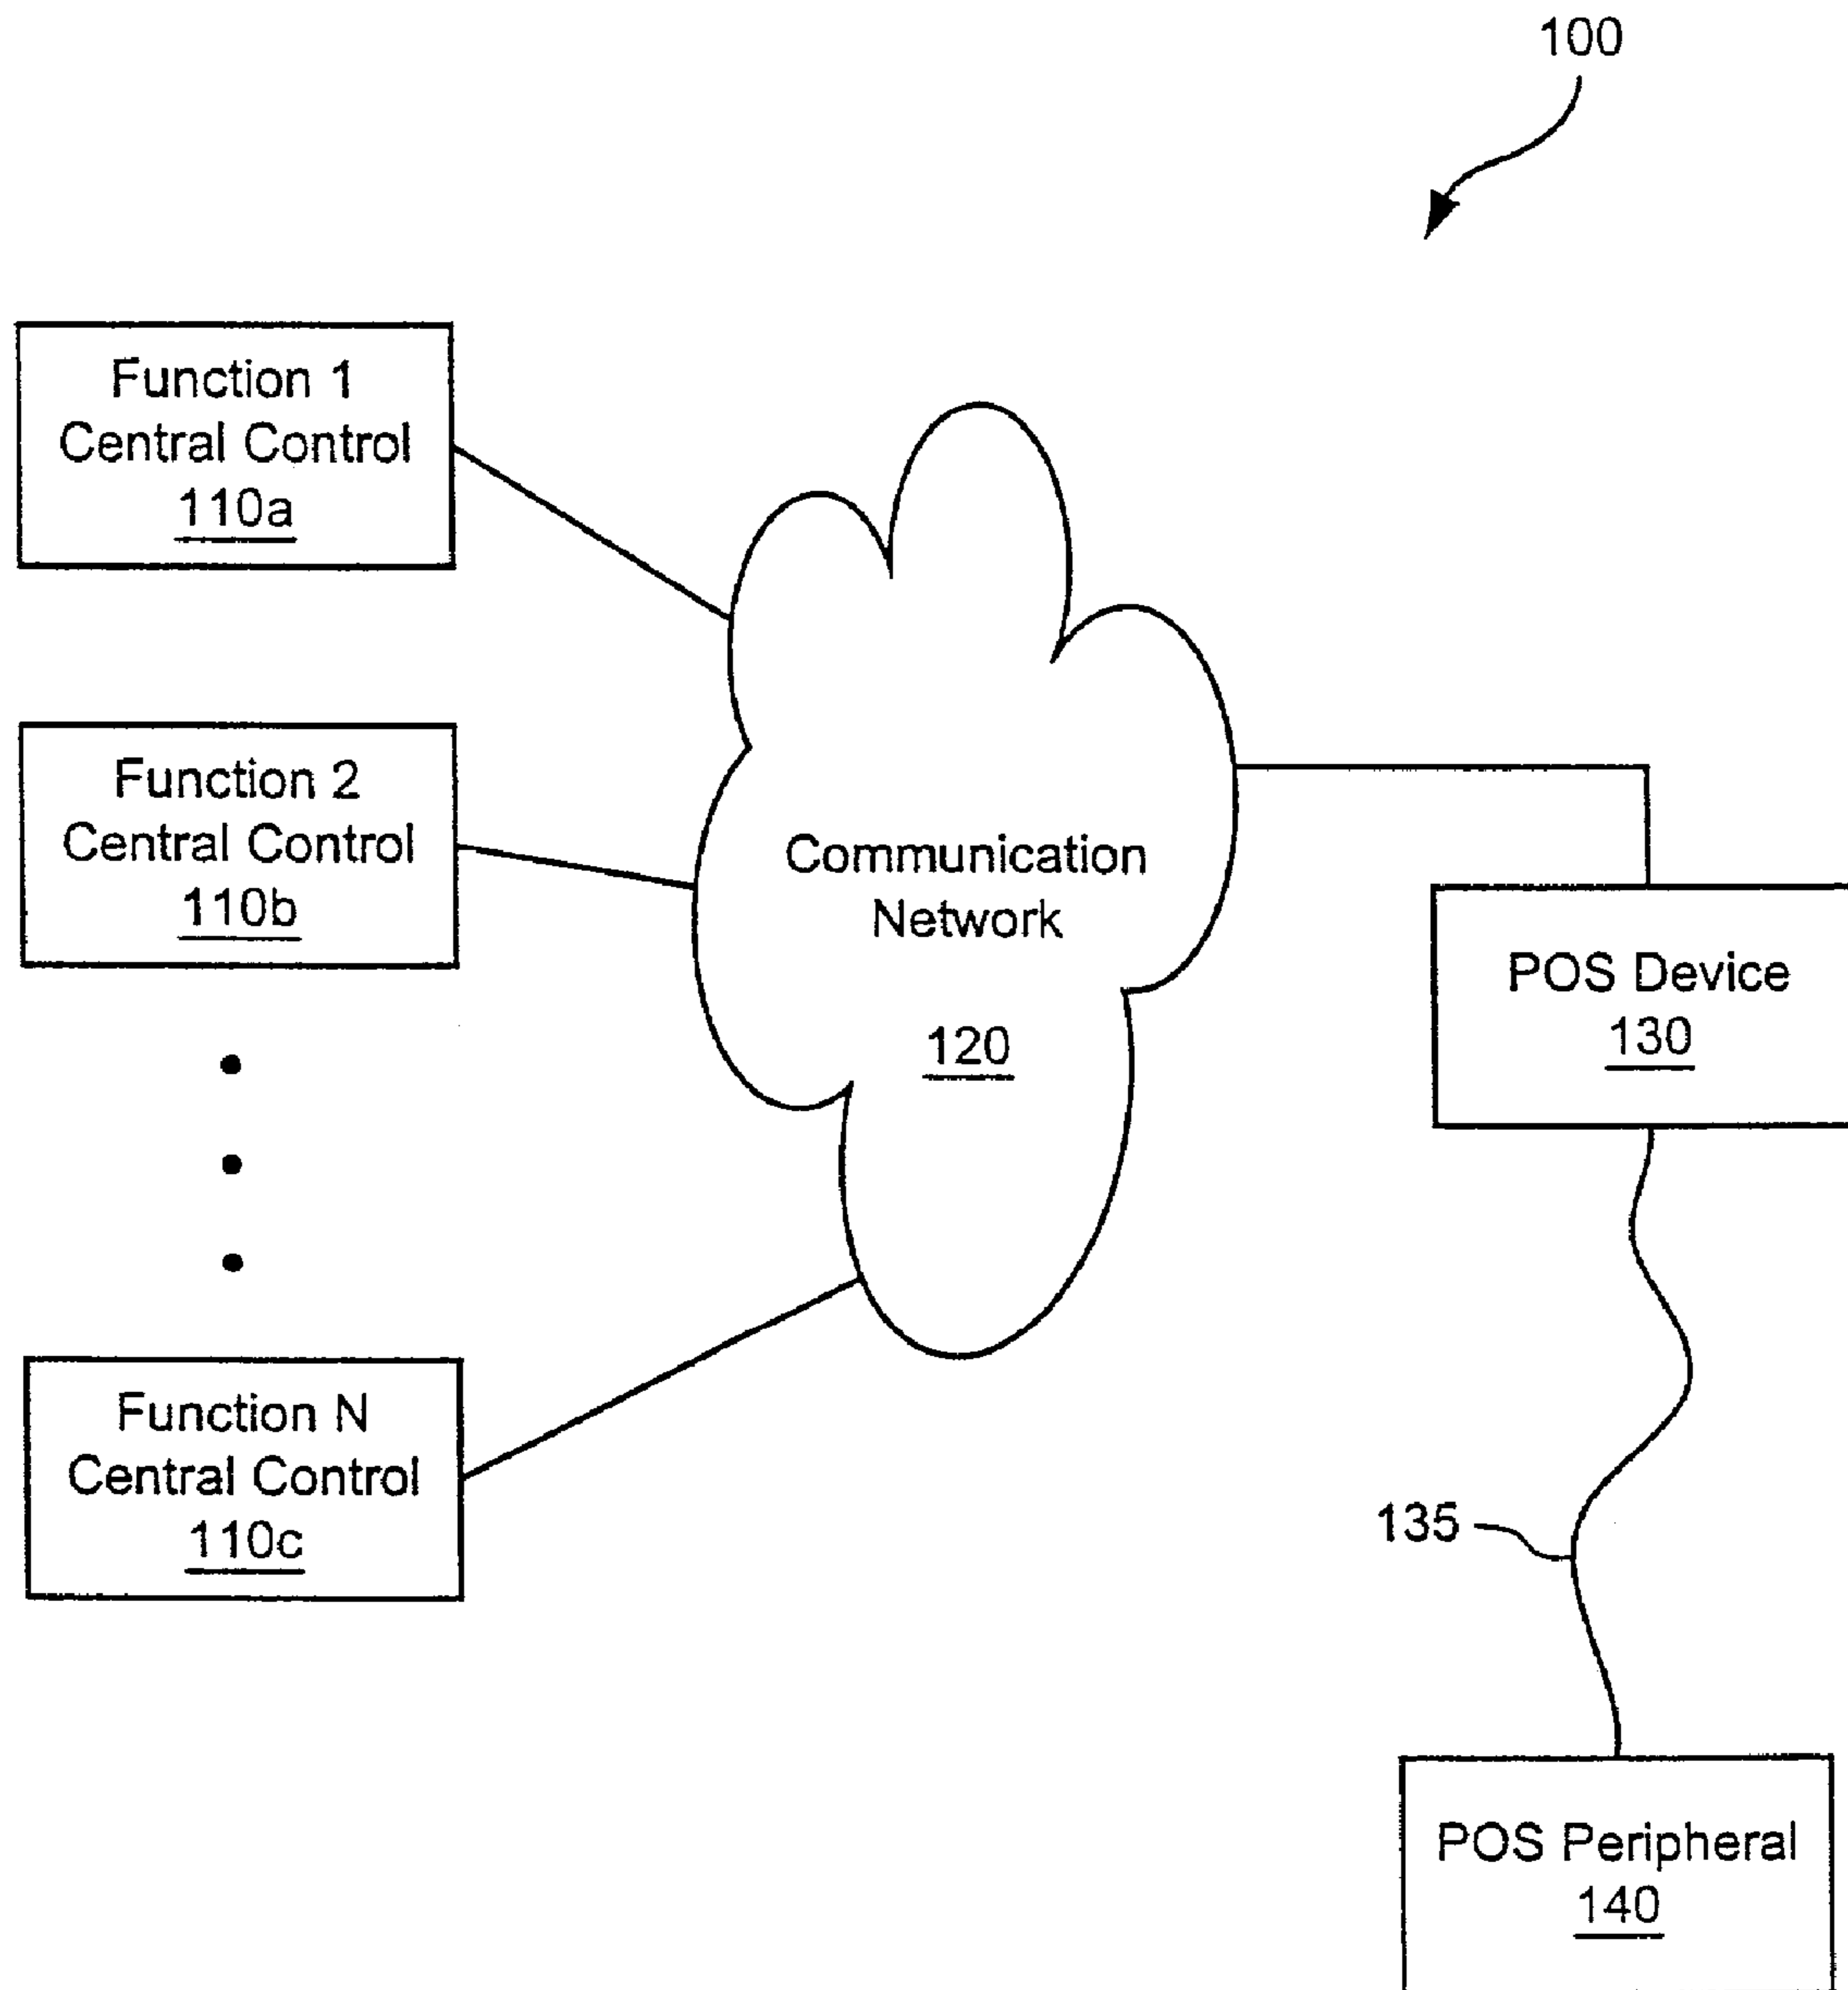 100
Function 1
Central Control
110a
Function 2
Central Control
110b
Communication
Network
120
POS Device
130
Function N
Central Control
110c
135
POS Peripheral
140